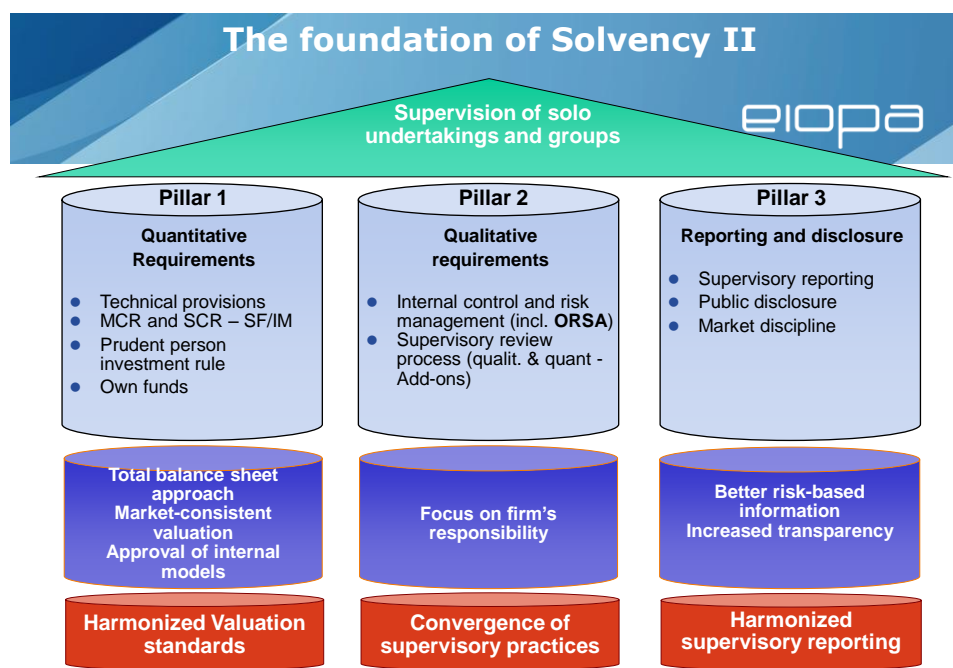 The foundation of Solvency II
Supervision of solo
undertakings and groups
eiopa
Pillar 1
Quantitative
Requirements
● Technical provisions
● MCR and SCR – SF/IM
● Prudent person
investment rule
● Own funds
Total balance sheet
approach
Market-consistent
valuation
Approval of internal
models
Harmonized Valuation
standards
Pillar 2
Qualitative
requirements
● Internal control and risk
management (incl. ORSA)
● Supervisory review
process (qualit. & quant -
Add-ons)
Focus on firm's
responsibility
Convergence of
supervisory practices
Pillar 3
Reporting and disclosure
● Supervisory reporting
● Public disclosure
● Market discipline
Better risk-based
information
Increased transparency
Harmonized
supervisory reporting